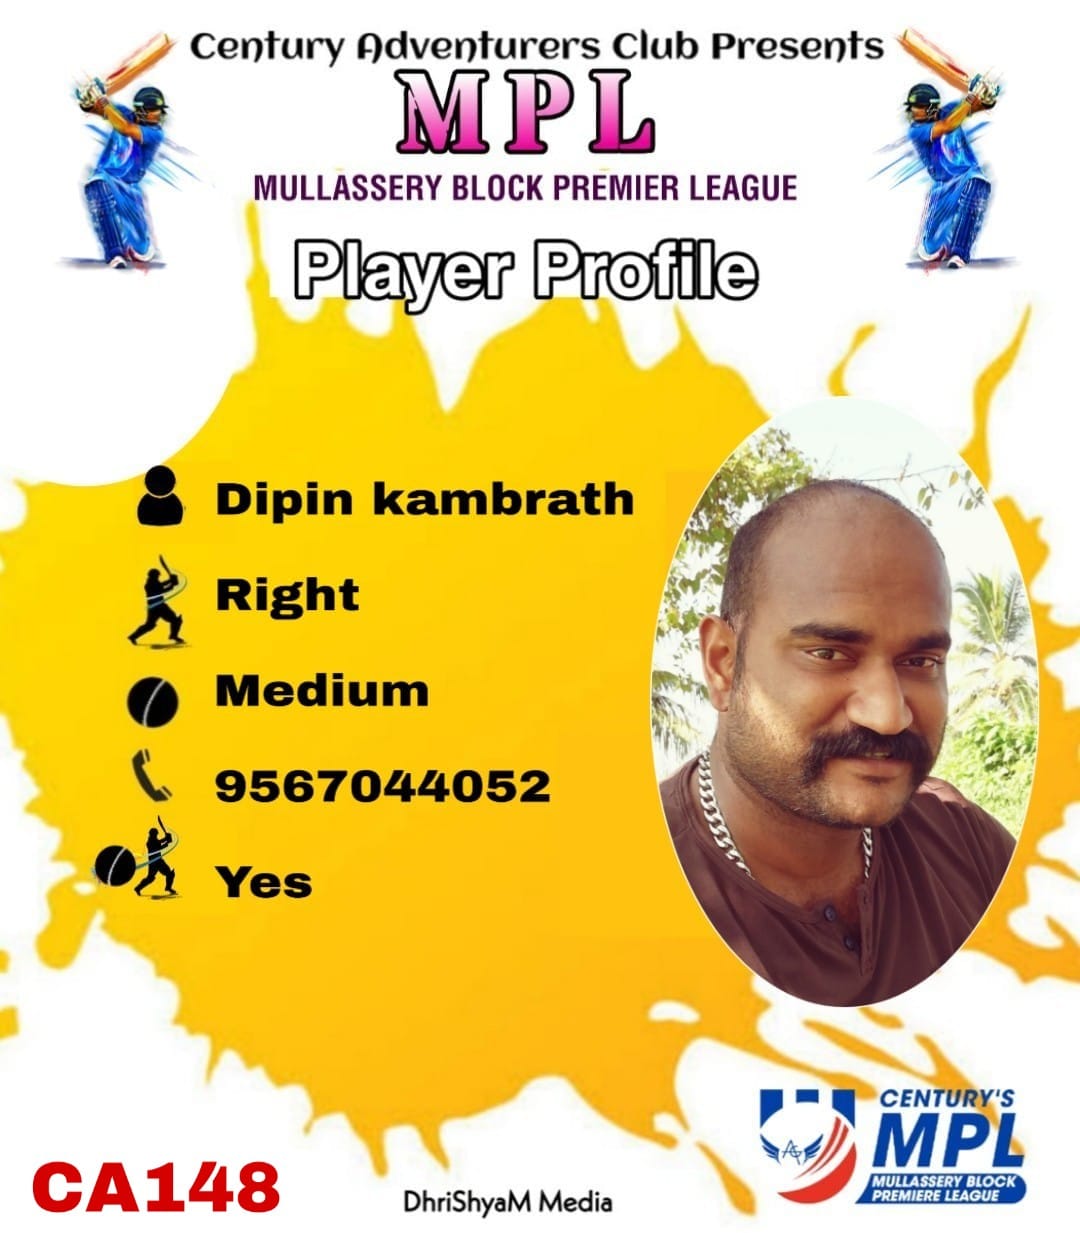 Century Adventurers Club Presents
MPL
MULLASSERY BLOCK PREMIER LEAGUE
Player Profile
Dipin kambrath
Right
Medium
9567044052
Yes
CA148
DhriShyaM Media
CENTURY'S
MPL
MULLASSERY BLOCK
PREMIERE LEAGUE